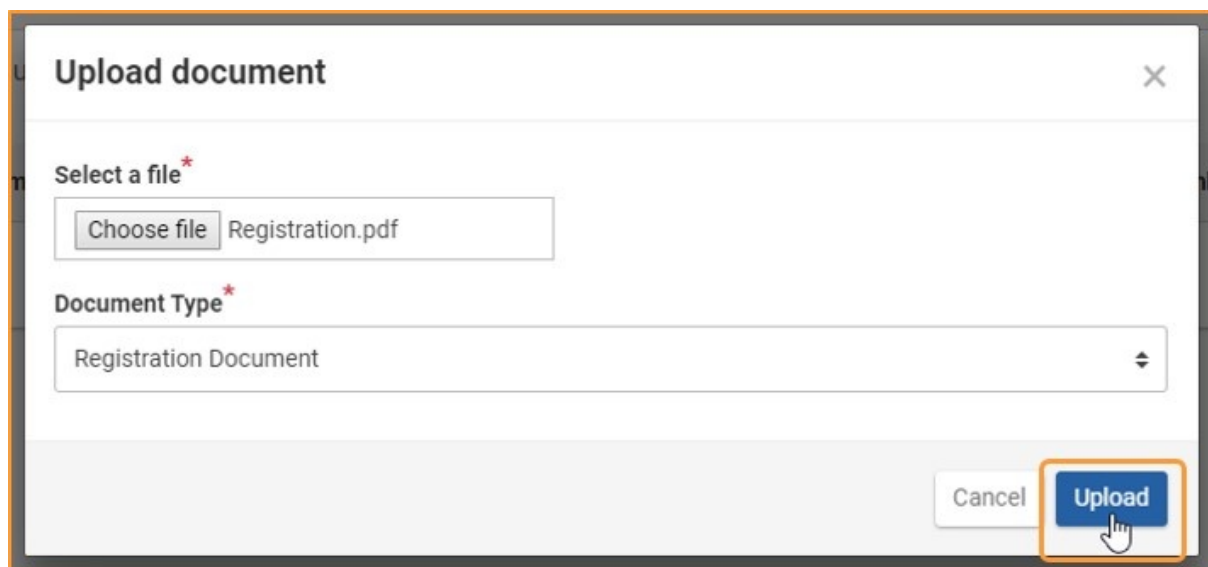 Upload document
×
Select a file*
Choose file Registration.pdf
Document Type*
Registration Document
Cancel Upload